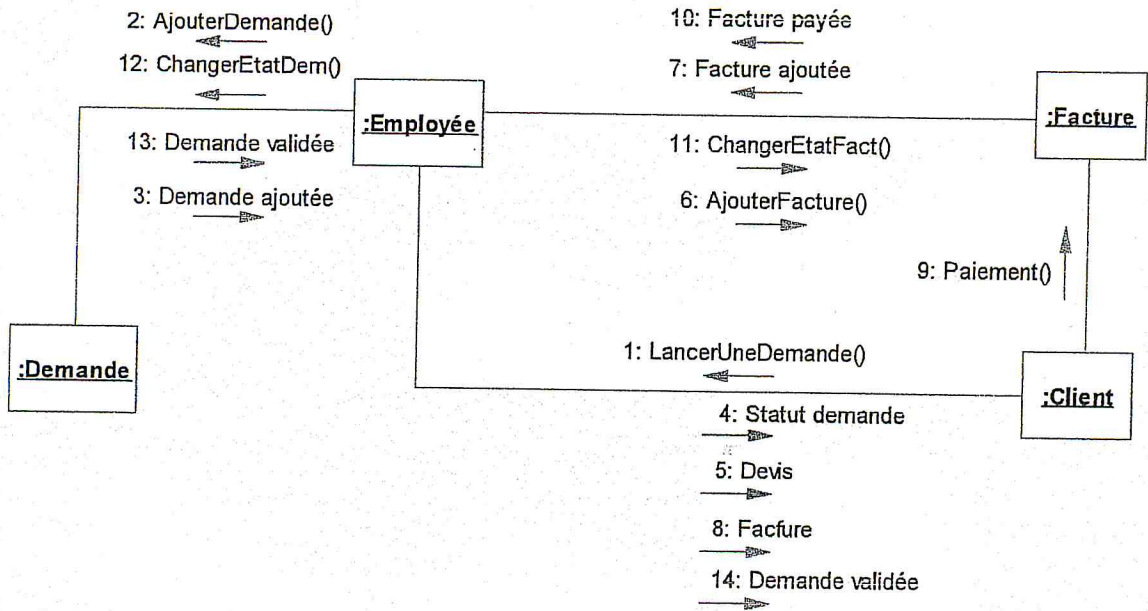 2: AjouterDemande()
12: ChangerEtatDem()
10: Facture payée
7: Facture ajoutée
:Employée
:Facture
13: Demande validée
3: Demande ajoutée
11: ChangerEtatFact()
6: AjouterFacture()
9: Paiement()
1: LancerUneDemande()
:Demande
:Client
4: Statut demande
5: Devis
8: Facture
14: Demande validée